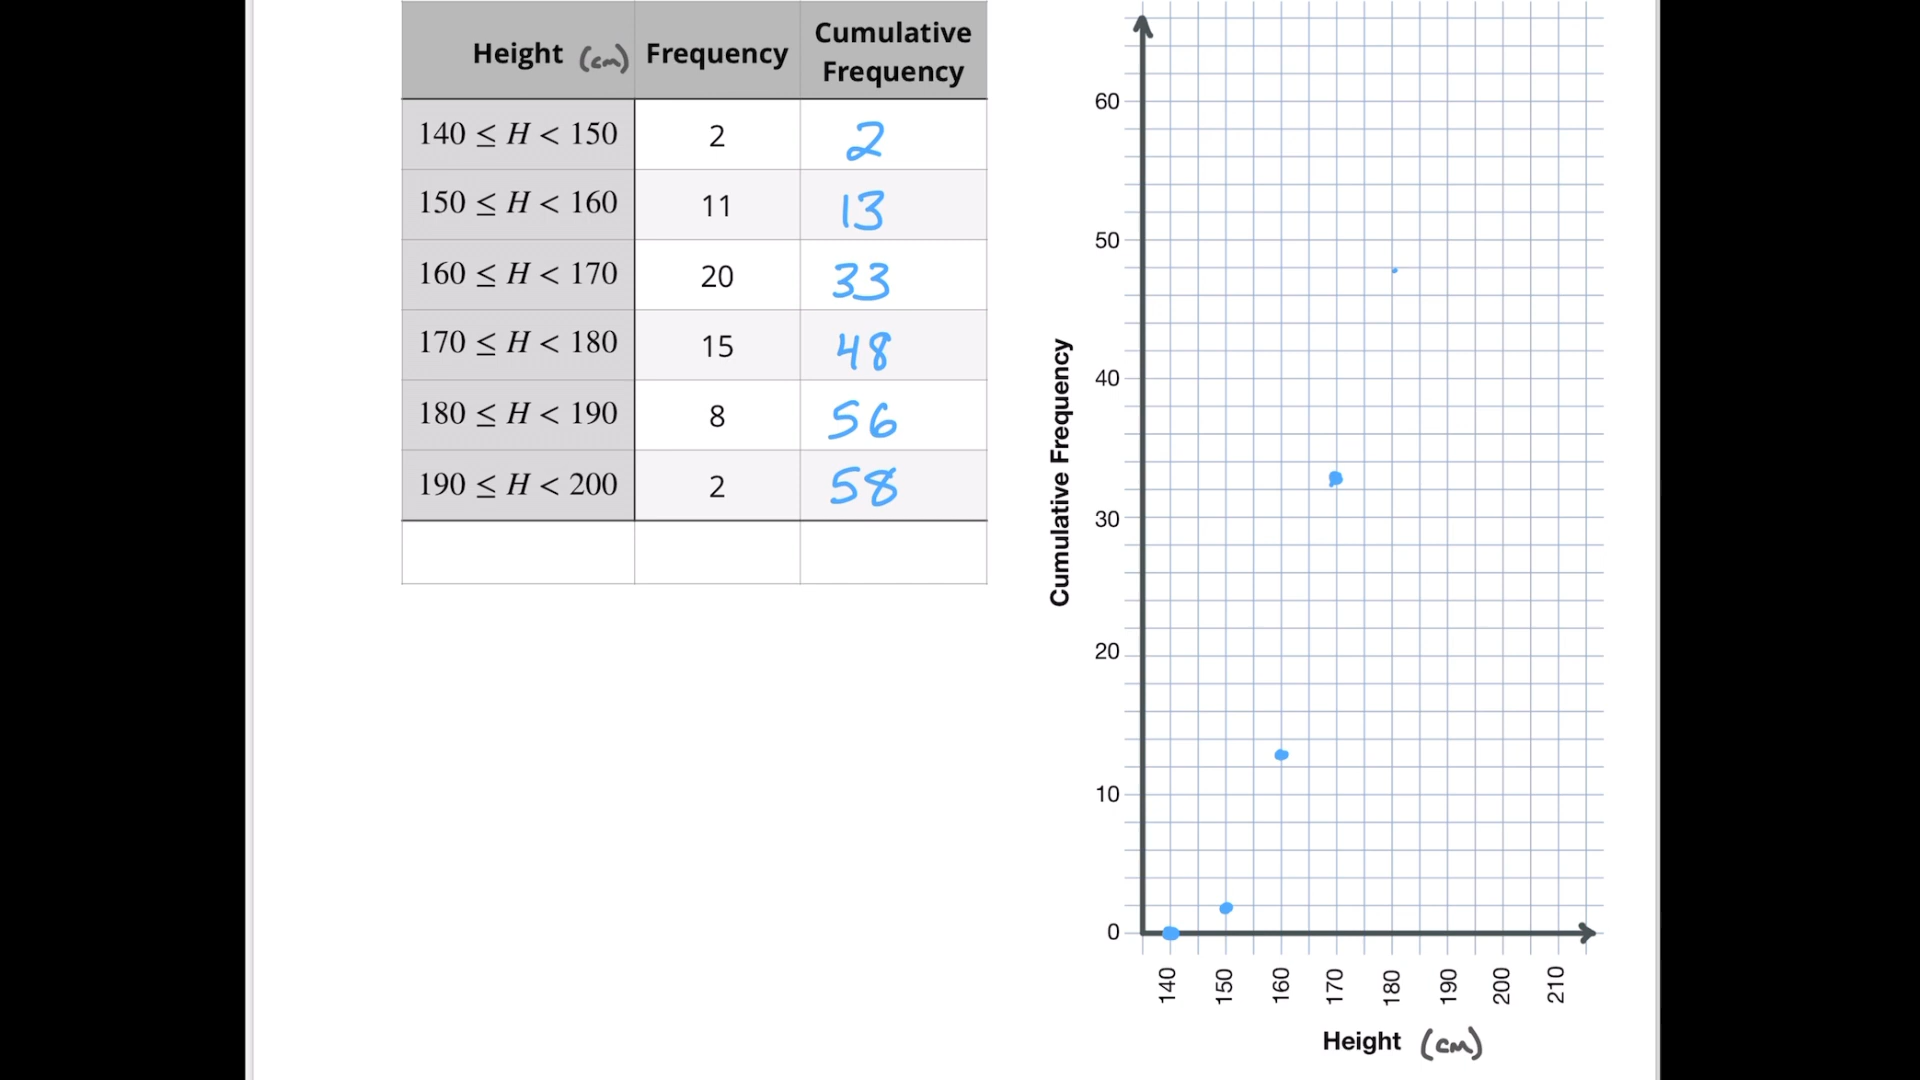 Height (cm) Frequency Cumulative Frequency
140 ≤ H < 150 2 2
150 ≤ H < 160 11 13
160 ≤ H < 170 20 33
170 ≤ H < 180 15 48
180 ≤ H < 190 8 56
190 ≤ H < 200 2 58
Cumulative Frequency
60
50
40
30
20
10
0
140 150 160 170 180 190 200 210
Height (cm)